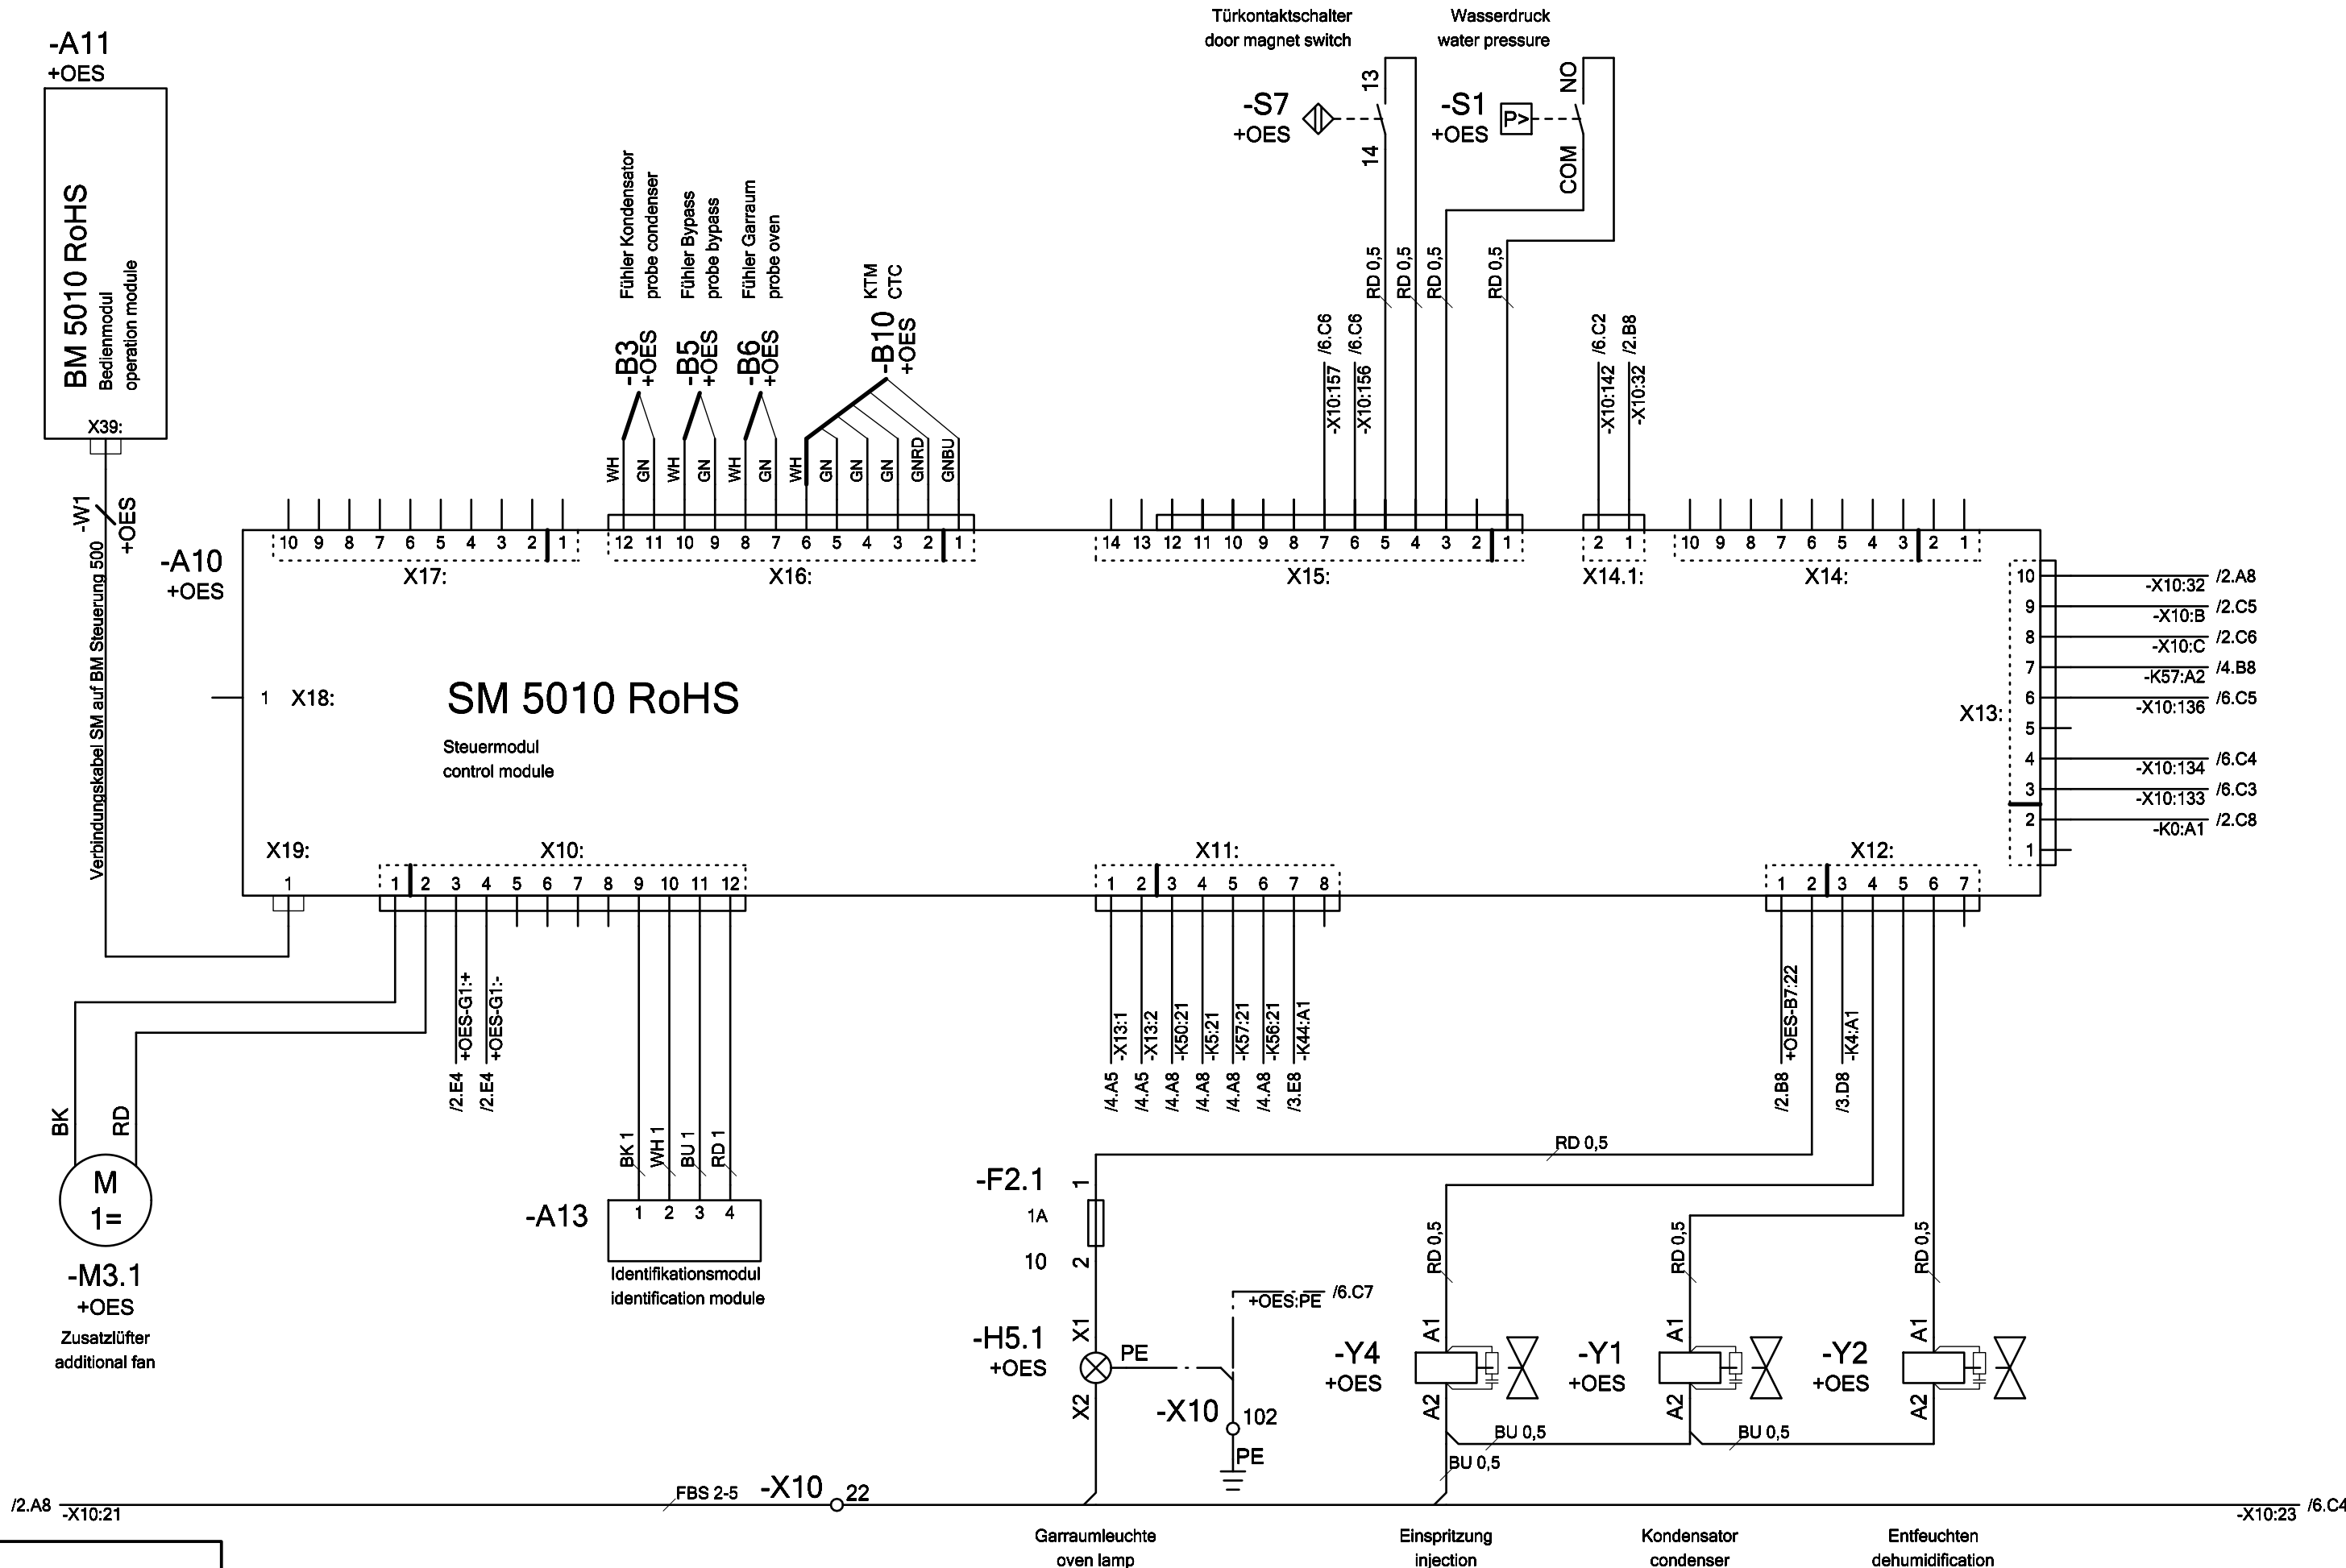 Türkontaktschalter
door magnet switch
Wasserdruck
water pressure
-A11
+OES
BM 5010 RoHS
Bedienmodul
operation module
X39:
-S7
+OES
13
14
-S1
+OES
P>
NO
COM
Fühler Kondensator
probe condenser
Fühler Bypass
probe bypass
Fühler Garraum
probe oven
KTM
CTC
-B3
+OES
-B5
+OES
-B6
+OES
-B10
+OES
WH
GN
WH
GN
WH
GN
WH
GN
GN
GN
GNRD
GNBU
RD 0,5
RD 0,5
RD 0,5
RD 0,5
/6.C6
-X10:157
/6.C6
-X10:156
/6.C2
-X10:142
/2.B8
-X10:32
-W1
+OES
Verbindungskabel SM auf BM Steuerung 500
-A10
+OES
10 9 8 7 6 5 4 3 2 1
X17:
12 11 10 9 8 7 6 5 4 3 2 1
X16:
14 13 12 11 10 9 8 7 6 5 4 3 2 1
X15:
2 1
X14.1:
10 9 8 7 6 5 4 3 2 1
X14:
X13:
10 -X10:32 /2.A8
9 -X10:B /2.C5
8 -X10:C /2.C6
7 -K57:A2 /4.B8
6 -X10:136 /6.C5
5
4 -X10:134 /6.C4
3 -X10:133 /6.C3
2 -K0:A1 /2.C8
1
1 X18:
SM 5010 RoHS
Steuermodul
control module
X19:
1
X10:
1 2 3 4 5 6 7 8 9 10 11 12
X11:
1 2 3 4 5 6 7 8
X12:
1 2 3 4 5 6 7
/2.E4 +OES-G1:+
/2.E4 +OES-G1:-
/4.A5 -X13:1
/4.A5 -X13:2
/4.A8 -K50:21
/4.A8 -K5:21
/4.A8 -K57:21
/4.A8 -K56:21
/3.E8 -K44:A1
/2.B8 +OES-B7:22
/3.D8 -K4:A1
BK
RD
M
1=
-M3.1
+OES
Zusatzlüfter
additional fan
BK 1
WH 1
BU 1
RD 1
-A13
1 2 3 4
Identifikationsmodul
identification module
RD 0,5
-F2.1
1
1A
10
2
-H5.1
+OES
X1
X2
PE
+OES:PE /6.C7
-X10
102
PE
RD 0,5
RD 0,5
RD 0,5
-Y4
+OES
A1
A2
-Y1
+OES
A1
A2
-Y2
+OES
A1
A2
BU 0,5
BU 0,5
BU 0,5
/2.A8 -X10:21
FBS 2-5
-X10
22
-X10:23 /6.C4
Garraumleuchte
oven lamp
Einspritzung
injection
Kondensator
condenser
Entfeuchten
dehumidification